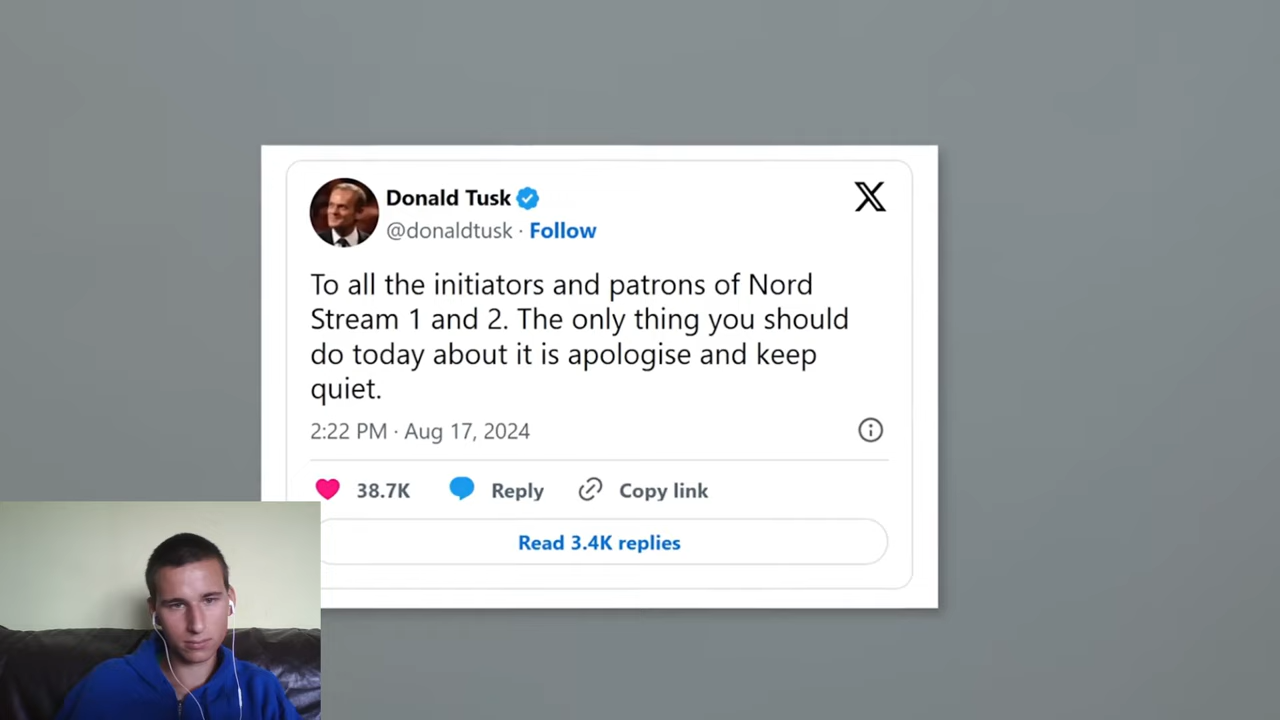 Donald Tusk
@donaldtusk · Follow
To all the initiators and patrons of Nord
Stream 1 and 2. The only thing you should
do today about it is apologise and keep
quiet.
2:22 PM · Aug 17, 2024
38.7K Reply Copy link
Read 3.4K replies